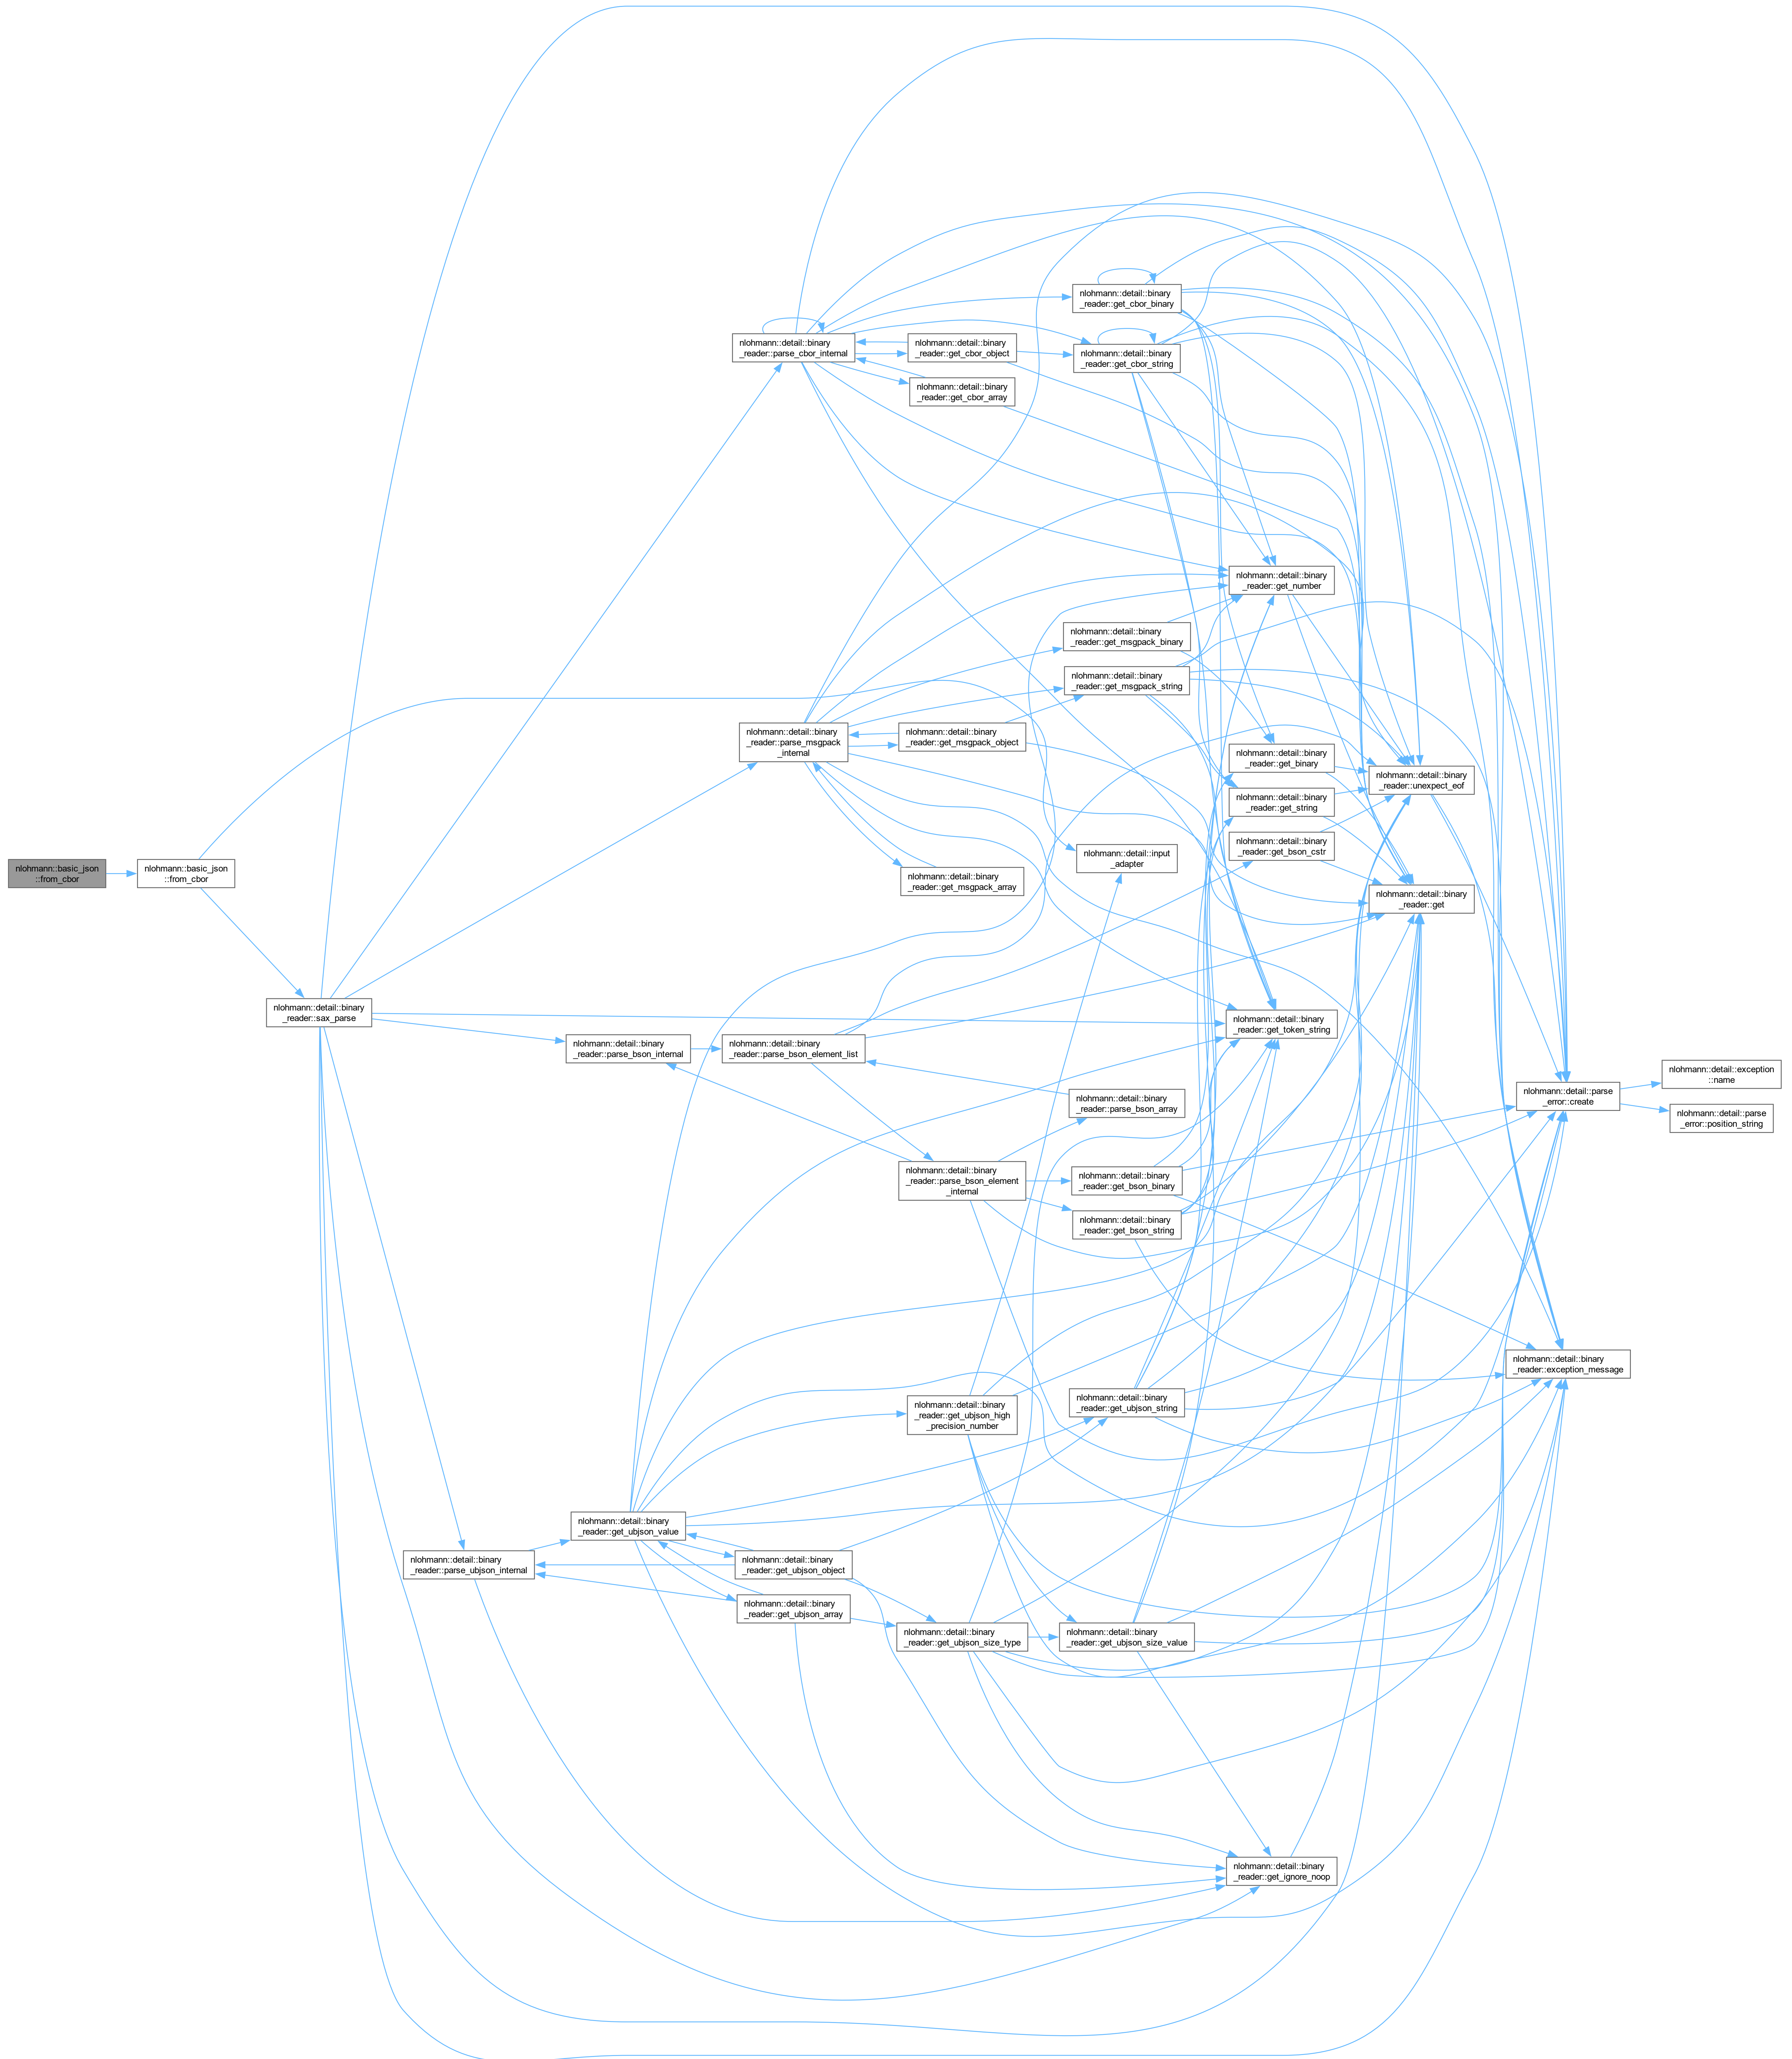 nlohmann::basic_json
::from_cbor
nlohmann::basic_json
::from_cbor
nlohmann::detail::binary
_reader::sax_parse
nlohmann::detail::binary
_reader::parse_ubjson_internal
nlohmann::detail::binary
_reader::parse_bson_internal
nlohmann::detail::binary
_reader::get_ubjson_value
nlohmann::detail::binary
_reader::parse_cbor_internal
nlohmann::detail::binary
_reader::parse_msgpack
_internal
nlohmann::detail::binary
_reader::parse_bson_element_list
nlohmann::detail::binary
_reader::get_ubjson_object
nlohmann::detail::binary
_reader::get_ubjson_array
nlohmann::detail::binary
_reader::get_cbor_object
nlohmann::detail::binary
_reader::get_cbor_array
nlohmann::detail::binary
_reader::get_msgpack_object
nlohmann::detail::binary
_reader::get_msgpack_array
nlohmann::detail::binary
_reader::parse_bson_element
_internal
nlohmann::detail::binary
_reader::get_ubjson_high
_precision_number
nlohmann::detail::binary
_reader::get_ubjson_size_type
nlohmann::detail::binary
_reader::get_cbor_binary
nlohmann::detail::binary
_reader::get_cbor_string
nlohmann::detail::binary
_reader::get_msgpack_binary
nlohmann::detail::binary
_reader::get_msgpack_string
nlohmann::detail::input
_adapter
nlohmann::detail::binary
_reader::parse_bson_array
nlohmann::detail::binary
_reader::get_bson_binary
nlohmann::detail::binary
_reader::get_bson_string
nlohmann::detail::binary
_reader::get_ubjson_string
nlohmann::detail::binary
_reader::get_ubjson_size_value
nlohmann::detail::binary
_reader::get_number
nlohmann::detail::binary
_reader::get_binary
nlohmann::detail::binary
_reader::get_string
nlohmann::detail::binary
_reader::get_bson_cstr
nlohmann::detail::binary
_reader::get_token_string
nlohmann::detail::binary
_reader::get_ignore_noop
nlohmann::detail::binary
_reader::unexpect_eof
nlohmann::detail::binary
_reader::get
nlohmann::detail::parse
_error::create
nlohmann::detail::binary
_reader::exception_message
nlohmann::detail::exception
::name
nlohmann::detail::parse
_error::position_string